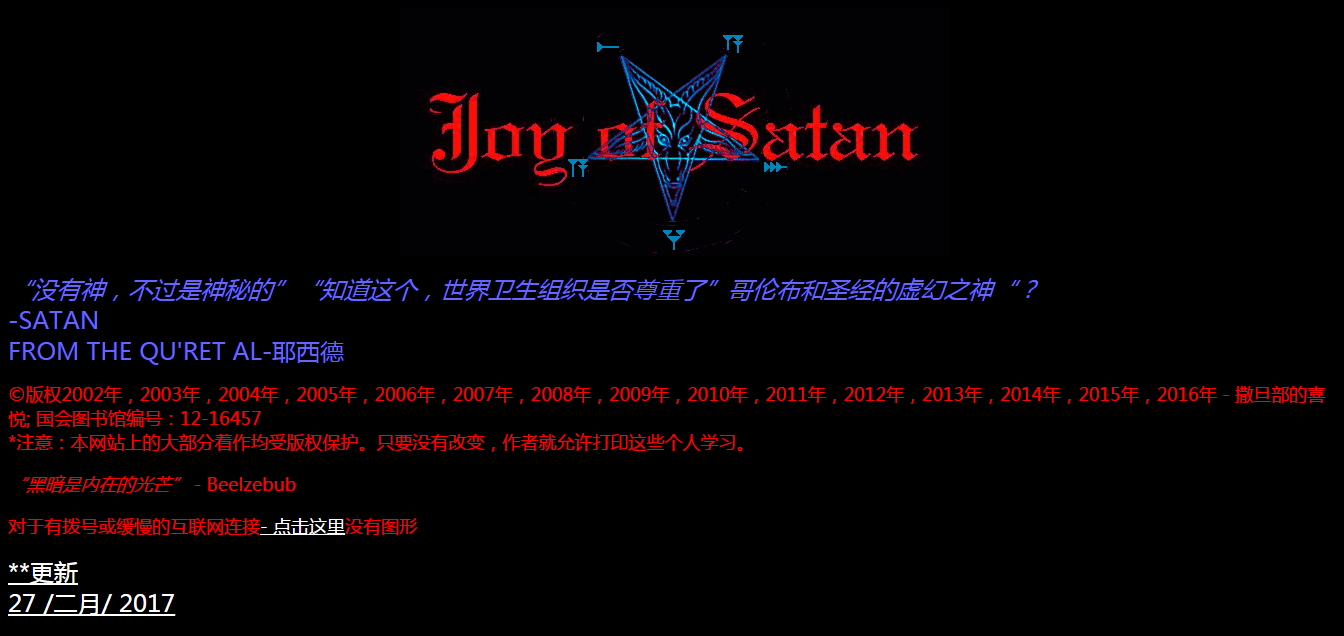 Joy of Satan
“没有神，不过是神秘的” “知道这个，世界卫生组织是否尊重了”哥伦布和圣经的虚幻之神“？
-SATAN
FROM THE QU'RET AL-耶西德
©版权2002年，2003年，2004年，2005年，2006年，2007年，2008年，2009年，2010年，2011年，2012年，2013年，2014年，2015年，2016年 - 撒旦部的喜
悦; 国会图书馆编号：12-16457
*注意：本网站上的大部分着作均受版权保护。只要没有改变，作者就允许打印这些个人学习。
“黑暗是内在的光芒” - Beelzebub
对于有拨号或缓慢的互联网连接- 点击这里没有图形
**更新
27 /二月/ 2017